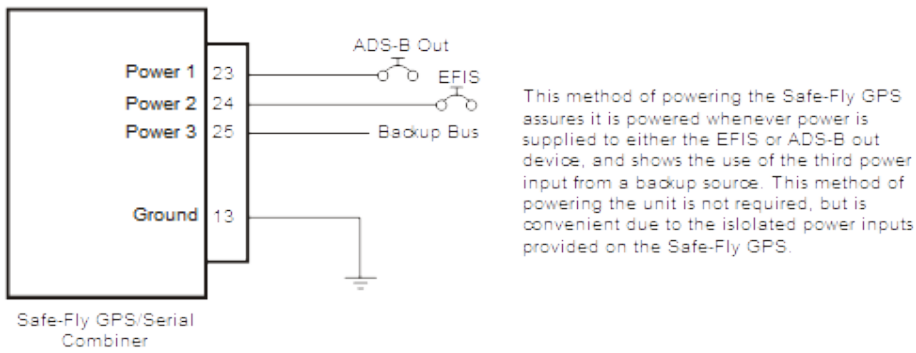 ADS-B Out
Power 1 23
EFIS
Power 2 24
Power 3 25 Backup Bus
Ground 13
Safe-Fly GPS/Serial
Combiner
This method of powering the Safe-Fly GPS
assures it is powered whenever power is
supplied to either the EFIS or ADS-B out
device, and shows the use of the third power
input from a backup source. This method of
powering the unit is not required, but is
convenient due to the islolated power inputs
provided on the Safe-Fly GPS.